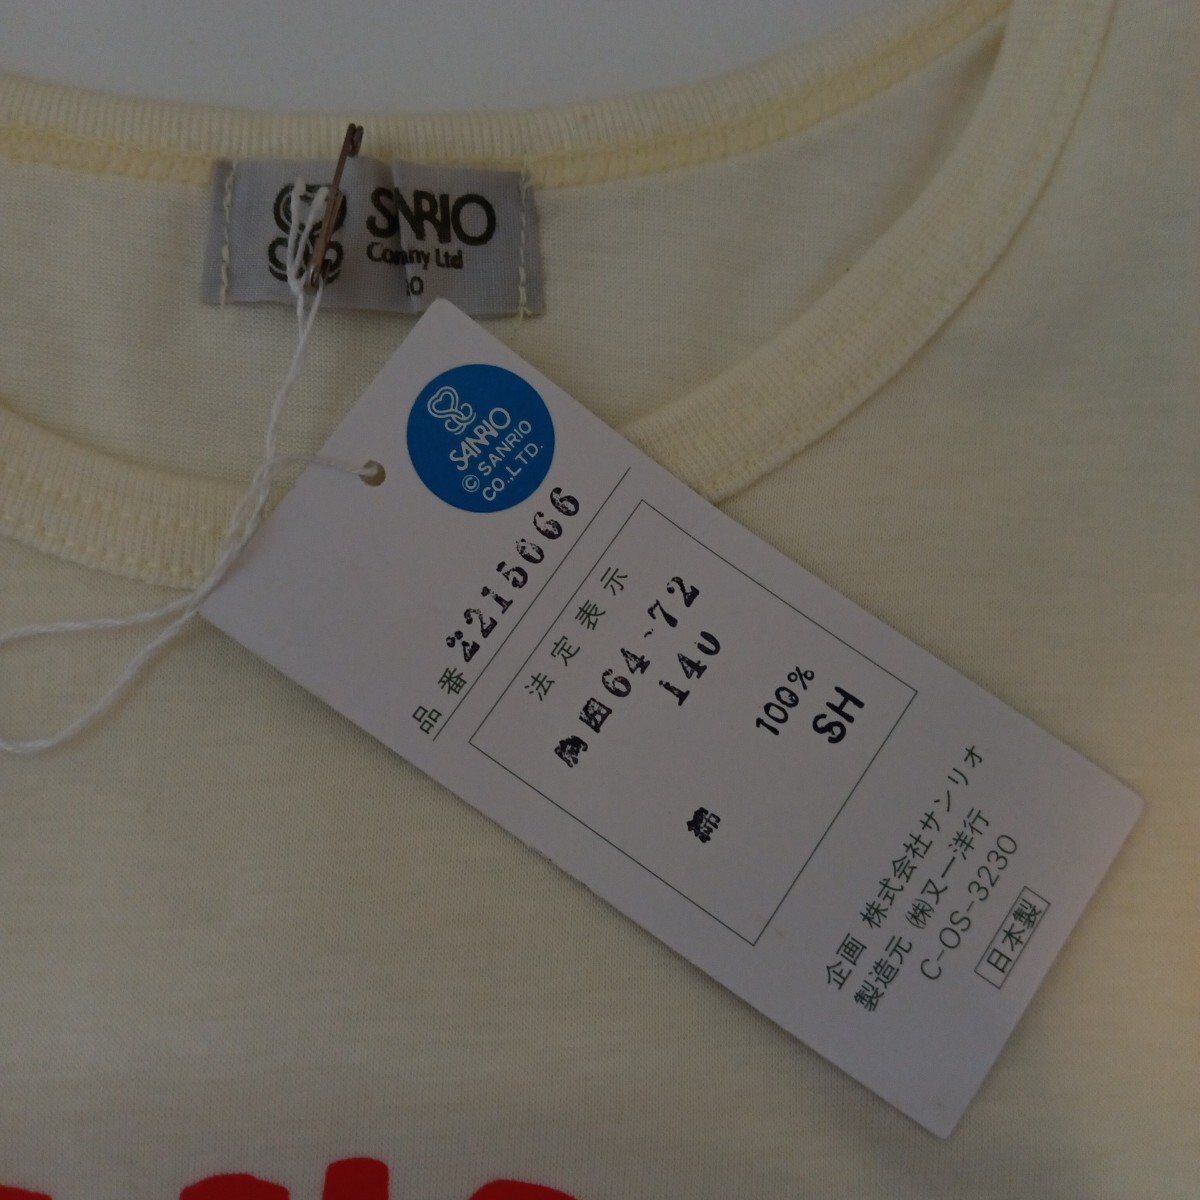 SANRIO
Company Ltd
SANRIO
© SANRIO
CO., LTD.
品番 2215666
法定表示
胸囲 64~72
140
綿 100%
SH
企画 株式会社サンリオ
製造元 ㈱又一洋行
C-OS-3230
日本製